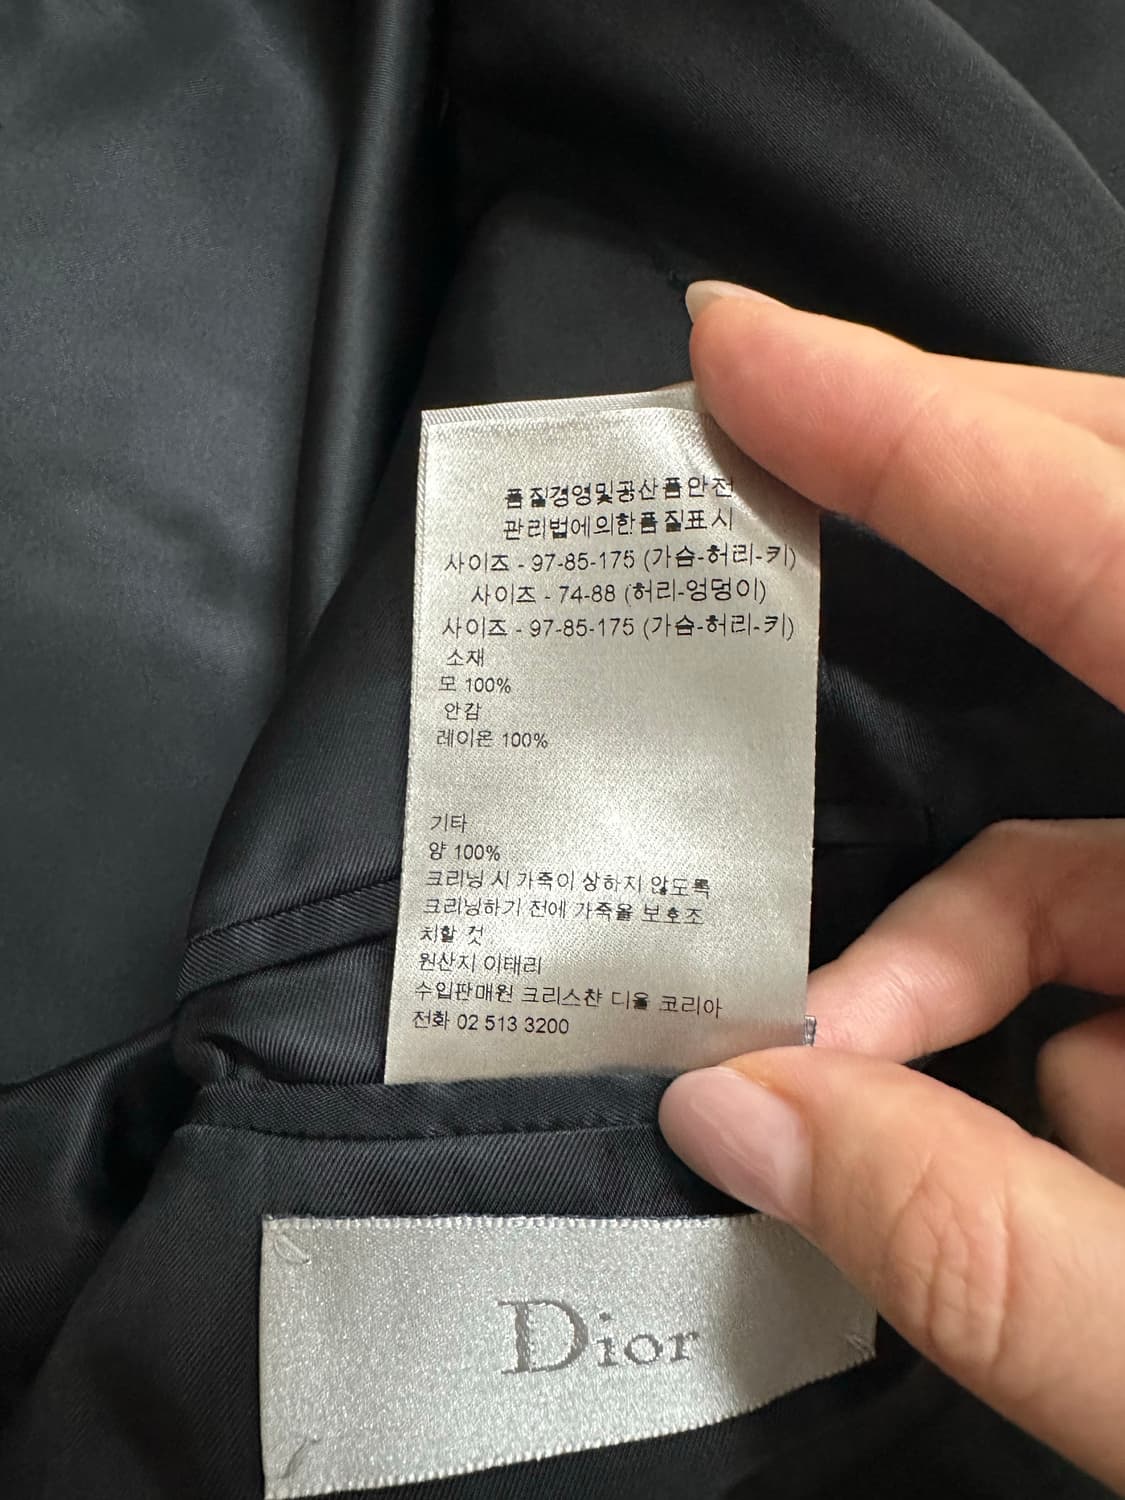 품질경영및공산품안전
관리법에의한품질표시
사이즈 - 97-85-175 (가슴-허리-키)
사이즈 - 74-88 (허리-엉덩이)
사이즈 - 97-85-175 (가슴-허리-키)
소재
모 100%
안감
레이온 100%
기타
양 100%
크리닝 시 가죽이 상하지 않도록
크리닝하기 전에 가죽을 보호조
치할 것
원산지 이태리
수입판매원 크리스챤 디올 코리아
전화 02 513 3200
Dior